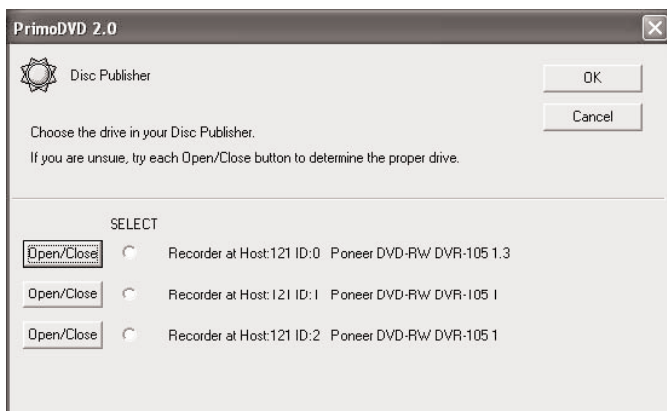 PrimoDVD 2.0
Disc Publisher
OK
Cancel
Choose the drive in your Disc Publisher.
If you are unsure, try each Open/Close button to determine the proper drive.
SELECT
Open/Close Recorder at Host:121 ID:0 Poneer DVD-RW DVR-105 1.3
Open/Close Recorder at Host:121 ID:1 Poneer DVD-RW DVR-105 1
Open/Close Recorder at Host:121 ID:2 Poneer DVD-RW DVR-105 1